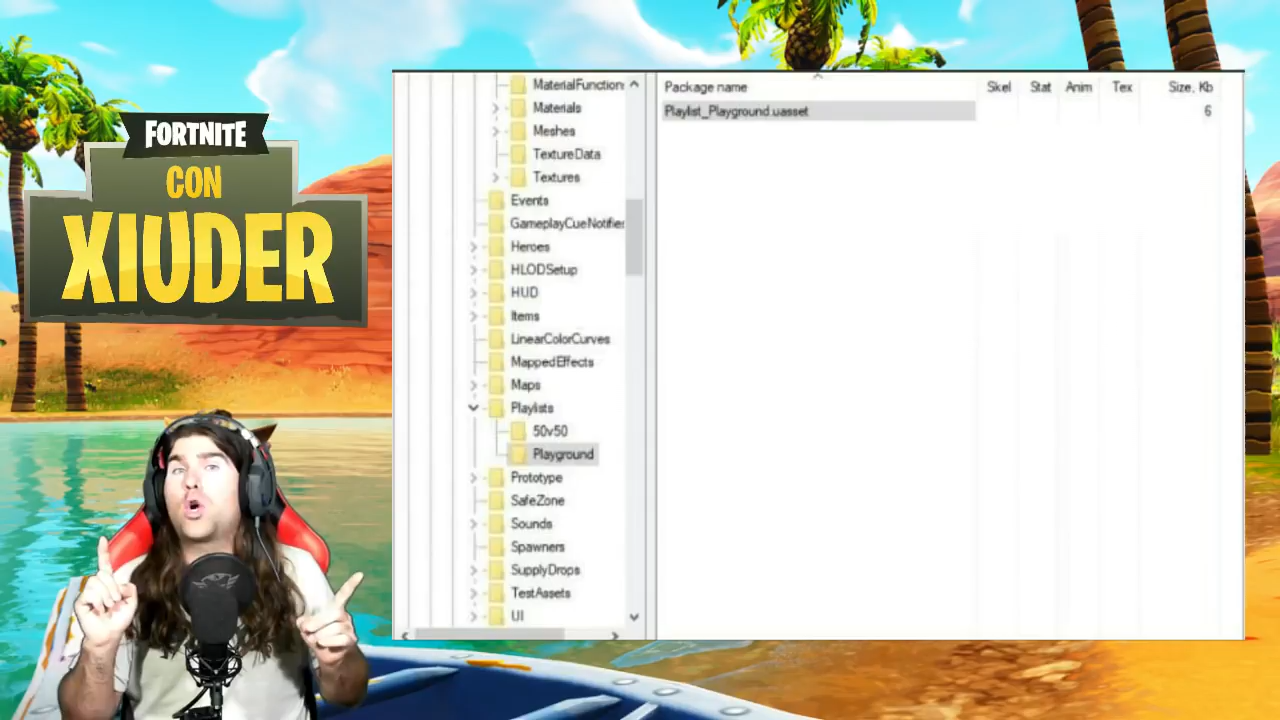 FORTNITE
CON
XIUDER
MaterialFunction
Materials
Meshes
TextureData
Textures
Events
GameplayCueNotifies
Heroes
HLODSetup
HUD
Items
LinearColorCurves
MappedEffects
Maps
Playlists
50v50
Playground
Prototype
SafeZone
Sounds
Spawners
SupplyDrops
TestAssets
UI
Package name Skel Stat Anim Tex Size, Kb
Playlist_Playground.uasset 6